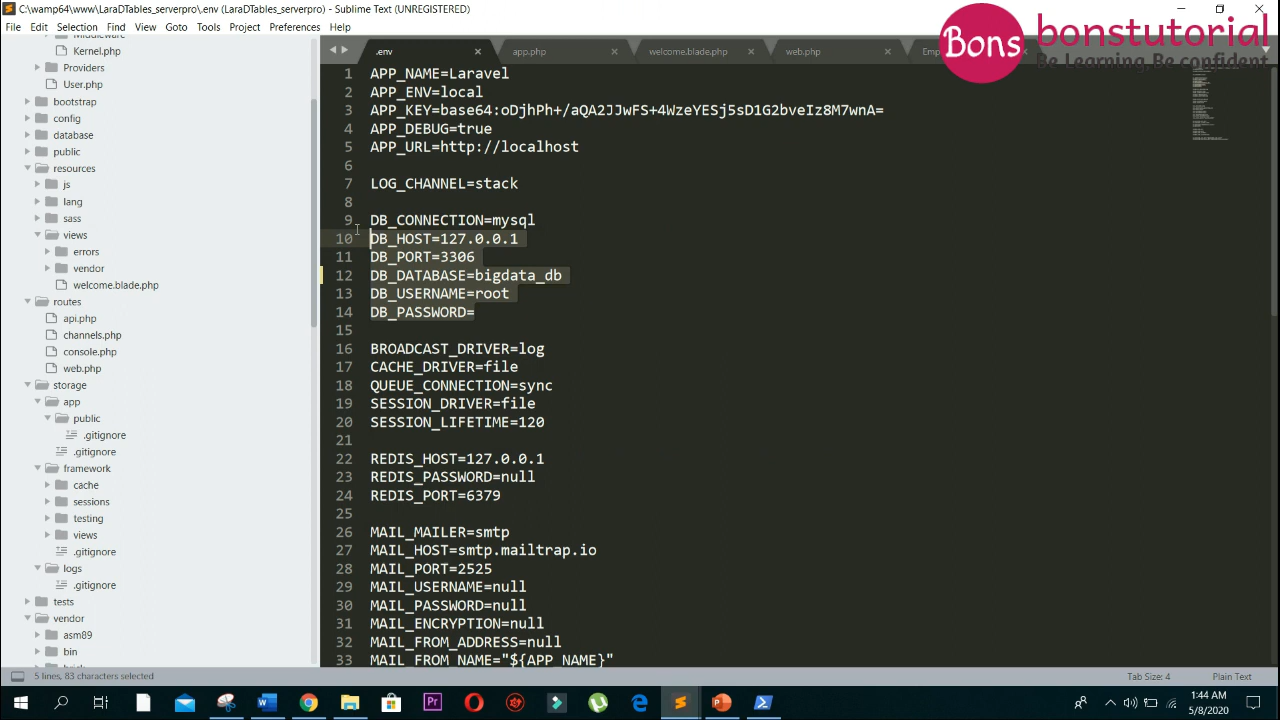 C:\wamp64\www\LaraDTables_serverpro\.env (LaraDTables_serverpro) - Sublime Text (UNREGISTERED)
File Edit Selection Find View Goto Tools Project Preferences Help
Bons
bonstutorial
Be Learning,Be confident
.env
app.php
welcome.blade.php
web.php
Middleware
Kernel.php
Providers
User.php
bootstrap
config
database
public
resources
js
lang
sass
views
errors
vendor
welcome.blade.php
routes
api.php
channels.php
console.php
web.php
storage
app
public
.gitignore
.gitignore
framework
cache
sessions
testing
views
.gitignore
logs
.gitignore
tests
vendor
asm89
bin
1 APP_NAME=Laravel
2 APP_ENV=local
3 APP_KEY=base64:oDjhPh+/aQA2JJwFS+4WzeYESj5sD1G2bveIz8M7wnA=
4 APP_DEBUG=true
5 APP_URL=http://localhost
6
7 LOG_CHANNEL=stack
8
9 DB_CONNECTION=mysql
10 DB_HOST=127.0.0.1
11 DB_PORT=3306
12 DB_DATABASE=bigdata_db
13 DB_USERNAME=root
14 DB_PASSWORD=
15
16 BROADCAST_DRIVER=log
17 CACHE_DRIVER=file
18 QUEUE_CONNECTION=sync
19 SESSION_DRIVER=file
20 SESSION_LIFETIME=120
21
22 REDIS_HOST=127.0.0.1
23 REDIS_PASSWORD=null
24 REDIS_PORT=6379
25
26 MAIL_MAILER=smtp
27 MAIL_HOST=smtp.mailtrap.io
28 MAIL_PORT=2525
29 MAIL_USERNAME=null
30 MAIL_PASSWORD=null
31 MAIL_ENCRYPTION=null
32 MAIL_FROM_ADDRESS=null
33 MAIL_FROM_NAME="${APP_NAME}"
5 lines, 83 characters selected
Tab Size: 4
Plain Text
1:44 AM
5/8/2020